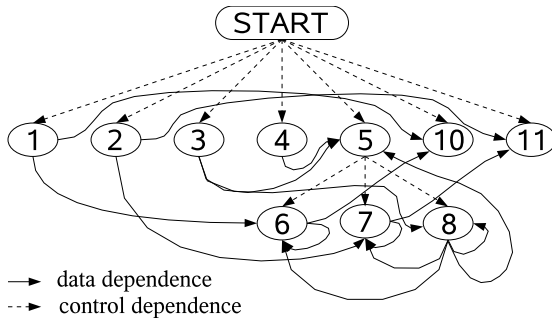 START
1 2 3 4 5 10 11
6 7 8
data dependence
control dependence